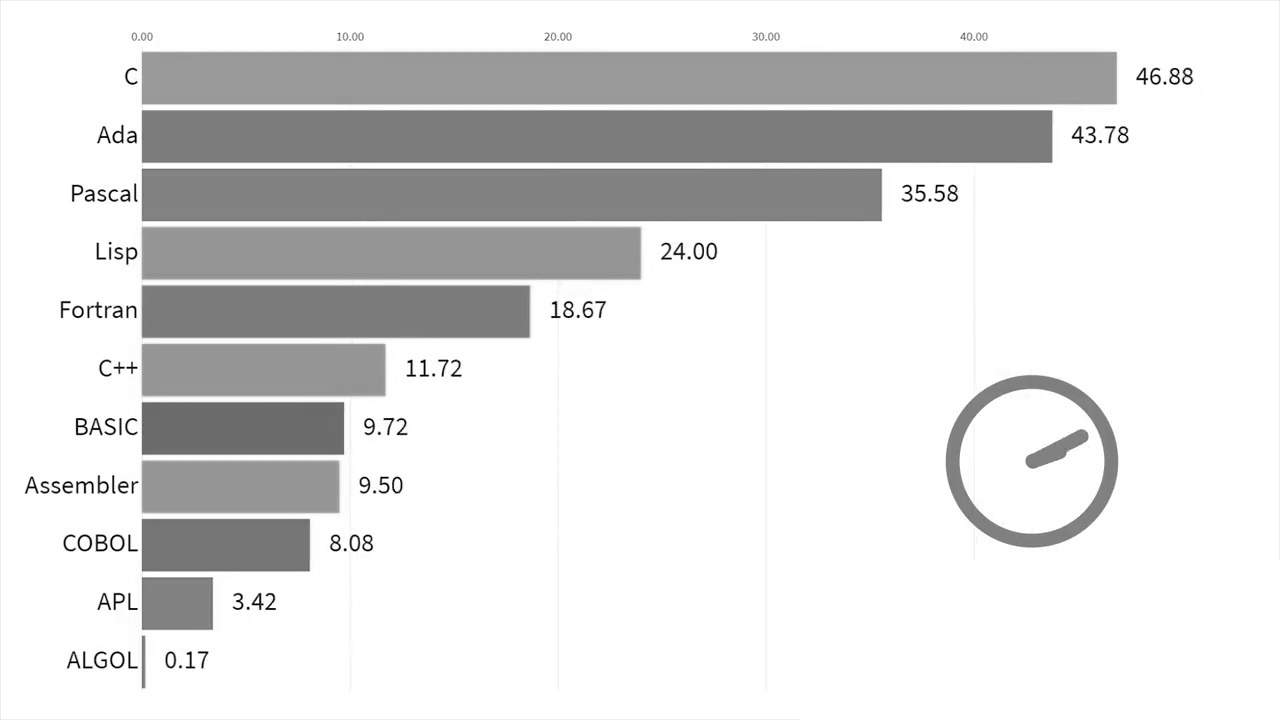 0.00 10.00 20.00 30.00 40.00
C 46.88
Ada 43.78
Pascal 35.58
Lisp 24.00
Fortran 18.67
C++ 11.72
BASIC 9.72
Assembler 9.50
COBOL 8.08
APL 3.42
ALGOL 0.17